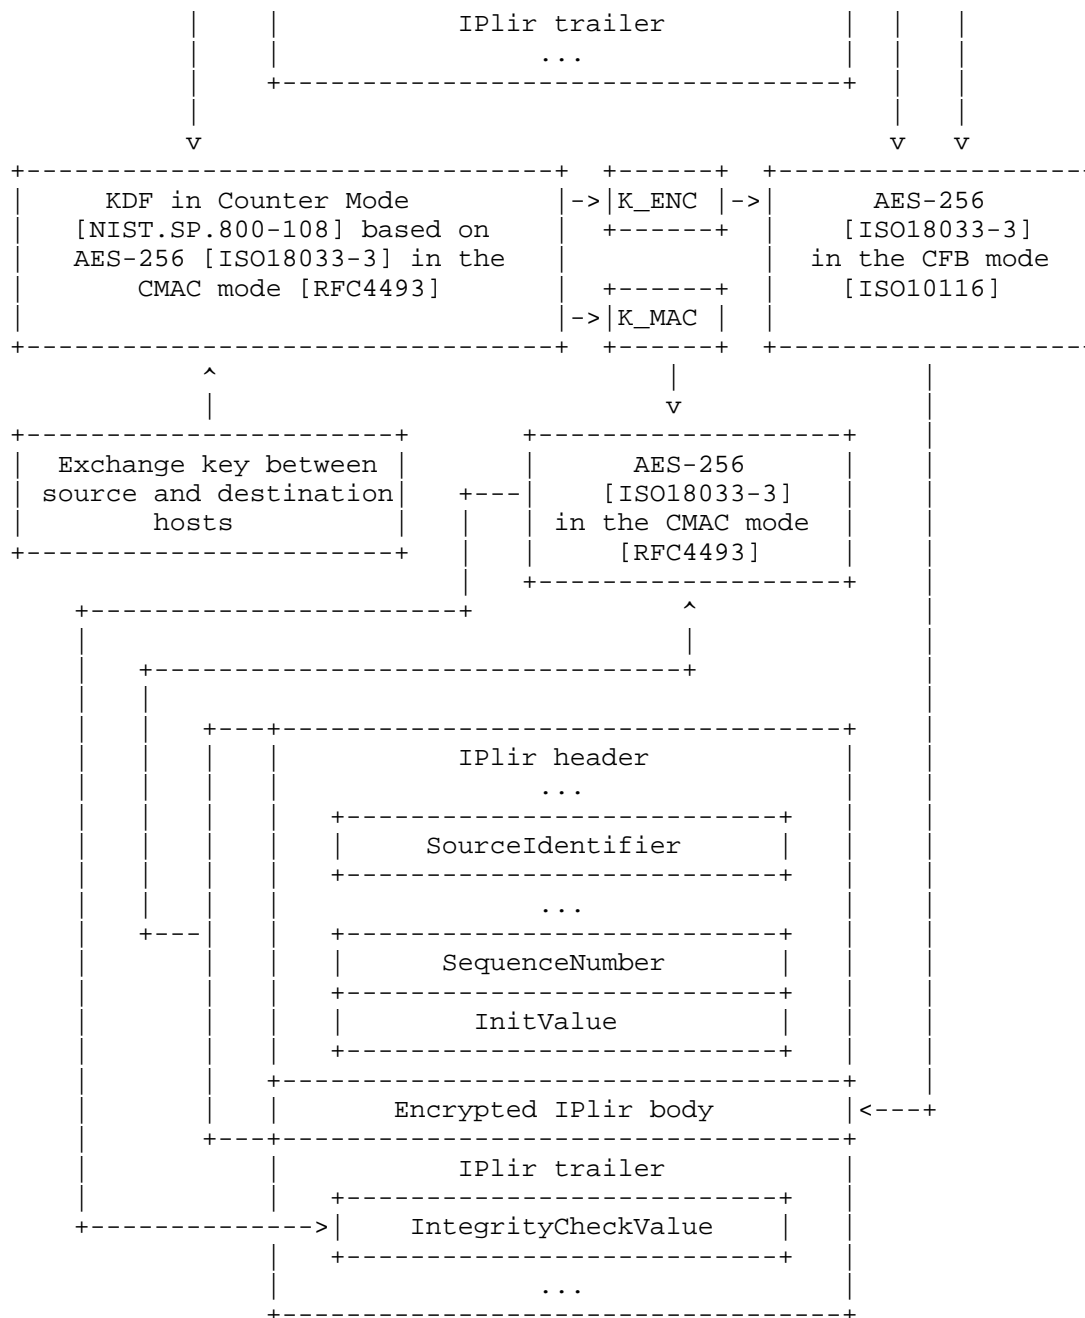 IPlir trailer
...
KDF in Counter Mode
[NIST.SP.800-108] based on
AES-256 [ISO18033-3] in the
CMAC mode [RFC4493]
K_ENC
K_MAC
AES-256
[ISO18033-3]
in the CFB mode
[ISO10116]
Exchange key between
source and destination
hosts
AES-256
[ISO18033-3]
in the CMAC mode
[RFC4493]
IPlir header
...
SourceIdentifier
...
SequenceNumber
InitValue
Encrypted IPlir body
IPlir trailer
IntegrityCheckValue
...